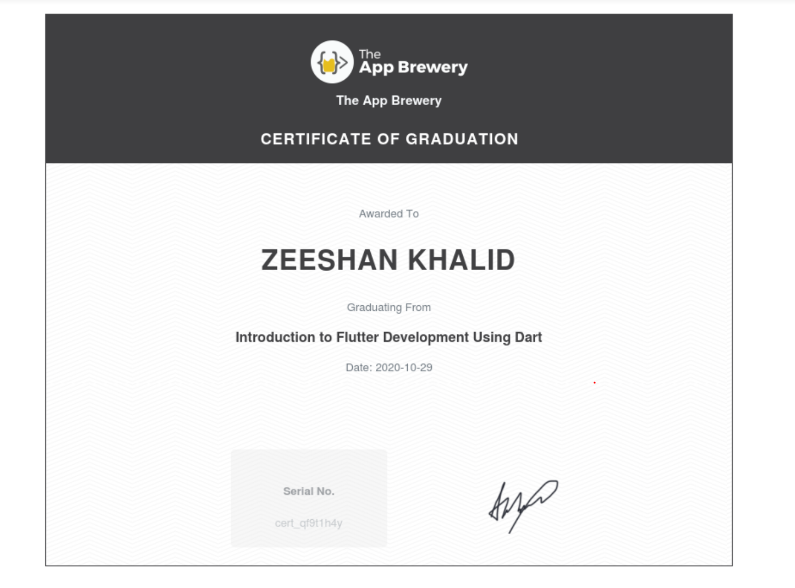 The
App Brewery
The App Brewery
CERTIFICATE OF GRADUATION
Awarded To
ZEESHAN KHALID
Graduating From
Introduction to Flutter Development Using Dart
Date: 2020-10-29
Serial No.
cert_qf9t1h4y